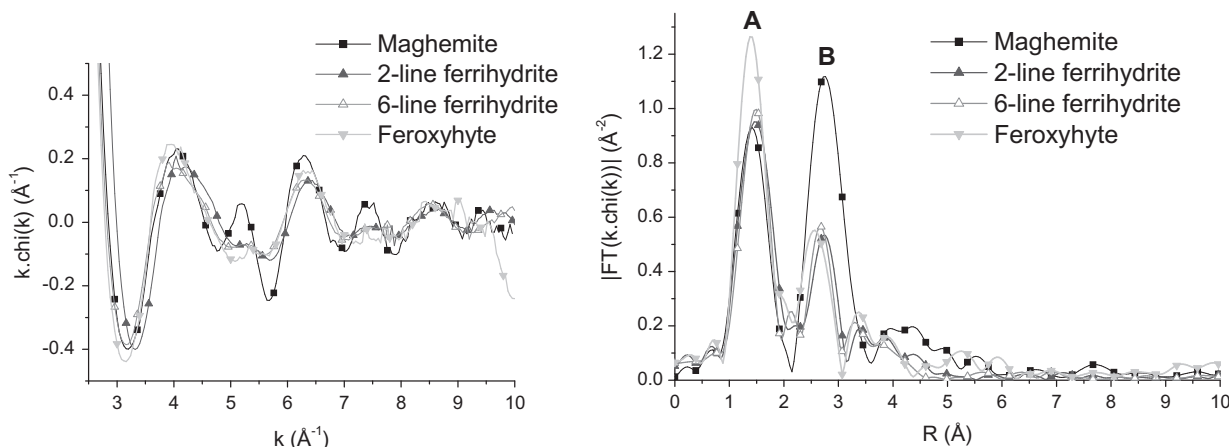 Maghemite
2-line ferrihydrite
6-line ferrihydrite
Feroxyhyte
k.chi(k) (Å⁻¹)
0.4
0.2
0.0
-0.2
-0.4
3 4 5 6 7 8 9 10
k (Å⁻¹)
A
B
Maghemite
2-line ferrihydrite
6-line ferrihydrite
Feroxyhyte
|FT(k.chi(k))| (Å⁻²)
1.2
1.0
0.8
0.6
0.4
0.2
0.0
0 1 2 3 4 5 6 7 8 9 10
R (Å)